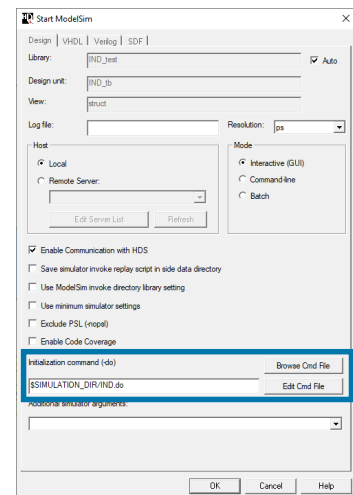 HDS Start ModelSim
Design VHDL Verilog SDF
Library: IND_test Auto
Design unit: IND_tb
View: struct
Log file: Resolution: ps
Host Mode
Local Interactive (GUI)
Remote Server: Command-line
Batch
Edit Server List Refresh
Enable Communication with HDS
Save simulator invoke replay script in side data directory
Use ModelSim invoke directory library setting
Use minimum simulator settings
Exclude PSL (-nopsl)
Enable Code Coverage
Initialization command (-do) Browse Cmd File
$SIMULATION_DIR/IND.do Edit Cmd File
Additional simulator arguments:
OK Cancel Help